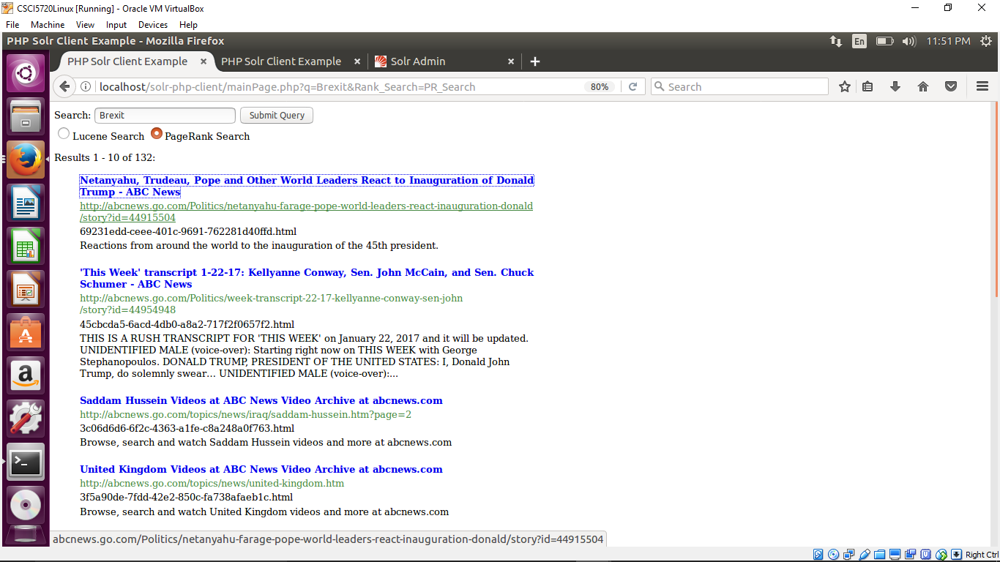 CSCI5720Linux [Running] - Oracle VM VirtualBox
File Machine View Input Devices Help
PHP Solr Client Example - Mozilla Firefox
En
11:51 PM
PHP Solr Client Example
PHP Solr Client Example
Solr Admin
localhost/solr-php-client/mainPage.php?q=Brexit&Rank_Search=PR_Search
80%
Search
Search: Brexit Submit Query
Lucene Search PageRank Search
Results 1 - 10 of 132:
Netanyahu, Trudeau, Pope and Other World Leaders React to Inauguration of Donald
Trump - ABC News
http://abcnews.go.com/Politics/netanyahu-farage-pope-world-leaders-react-inauguration-donald
/story?id=44915504
69231edd-ceee-401c-9691-762281d40ffd.html
Reactions from around the world to the inauguration of the 45th president.
'This Week' transcript 1-22-17: Kellyanne Conway, Sen. John McCain, and Sen. Chuck
Schumer - ABC News
http://abcnews.go.com/Politics/week-transcript-22-17-kellyanne-conway-sen-john
/story?id=44954948
45cbcda5-6acd-4db0-a8a2-717f2f0657f2.html
THIS IS A RUSH TRANSCRIPT FOR 'THIS WEEK' on January 22, 2017 and it will be updated.
UNIDENTIFIED MALE (voice-over): Starting right now on THIS WEEK with George
Stephanopoulos. DONALD TRUMP, PRESIDENT OF THE UNITED STATES: I, Donald John
Trump, do solemnly swear… UNIDENTIFIED MALE (voice-over):...
Saddam Hussein Videos at ABC News Video Archive at abcnews.com
http://abcnews.go.com/topics/news/iraq/saddam-hussein.htm?page=2
3c06d6d6-6f2c-4363-a1fe-c8a248a0f763.html
Browse, search and watch Saddam Hussein videos and more at abcnews.com
United Kingdom Videos at ABC News Video Archive at abcnews.com
http://abcnews.go.com/topics/news/united-kingdom.htm
3f5a90de-7fdd-42e2-850c-fa738afaeb1c.html
Browse, search and watch United Kingdom videos and more at abcnews.com
abcnews.go.com/Politics/netanyahu-farage-pope-world-leaders-react-inauguration-donald/story?id=44915504
Right Ctrl